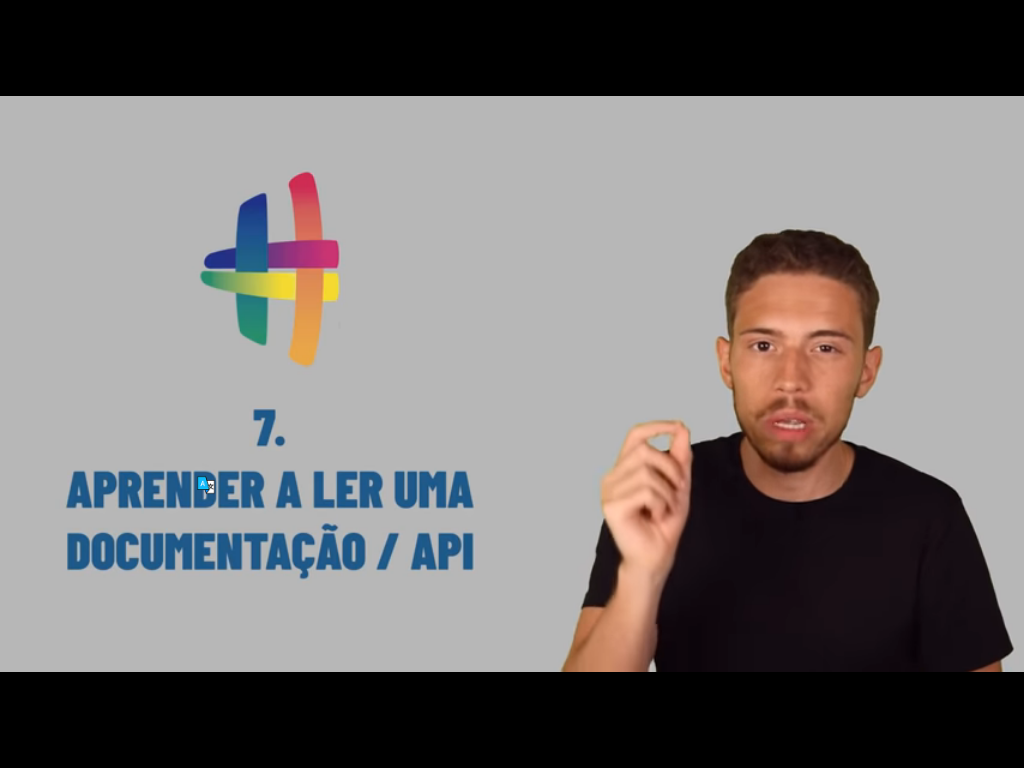 7.
APRENDER A LER UMA
DOCUMENTAÇÃO / API